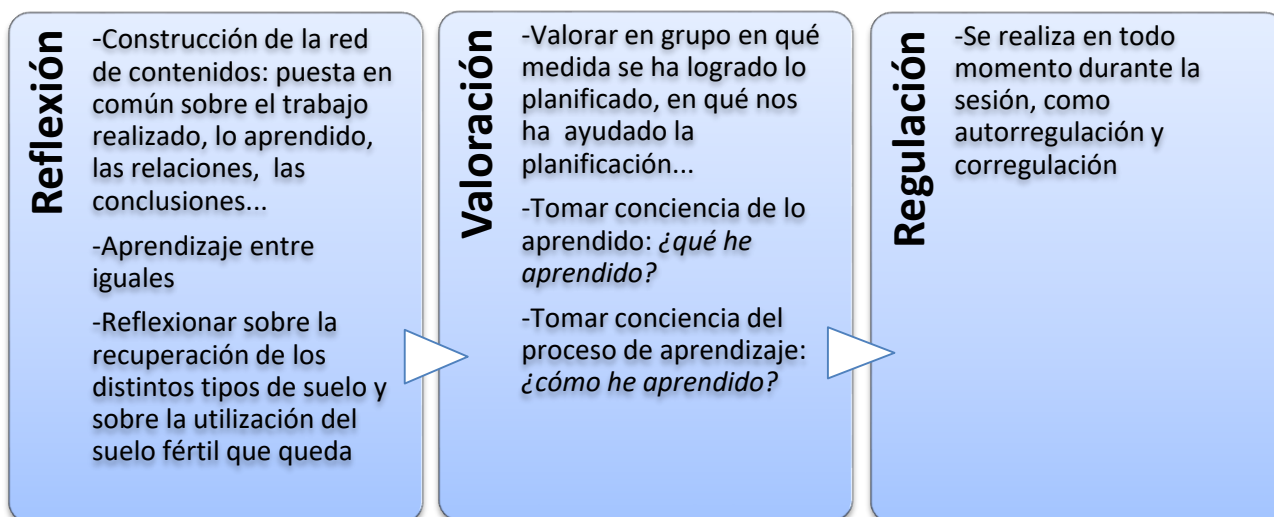 Reflexión
-Construcción de la red
de contenidos: puesta en
común sobre el trabajo
realizado, lo aprendido,
las relaciones, las
conclusiones...
-Aprendizaje entre
iguales
-Reflexionar sobre la
recuperación de los
distintos tipos de suelo y
sobre la utilización del
suelo fértil que queda
Valoración
-Valorar en grupo en qué
medida se ha logrado lo
planificado, en qué nos
ha ayudado la
planificación...
-Tomar conciencia de lo
aprendido: ¿qué he
aprendido?
-Tomar conciencia del
proceso de aprendizaje:
¿cómo he aprendido?
Regulación
-Se realiza en todo
momento durante la
sesión, como
autorregulación y
corregulación